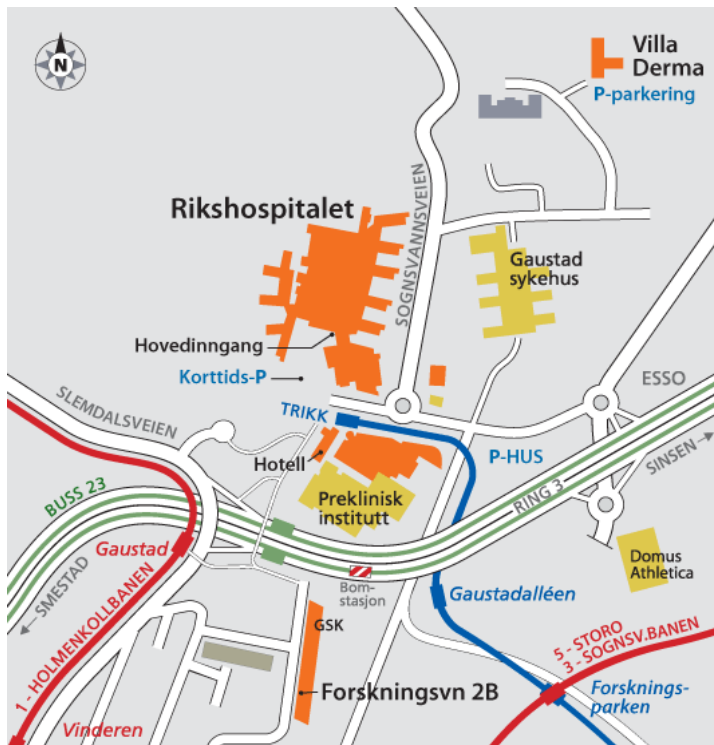 N
Villa
Derma
P-parkering
Rikshospitalet
SOGNSVANNSVEIEN
Gaustad
sykehus
Hovedinngang
Korttids-P
SLEMDALSVEIEN
TRIKK
ESSO
Hotell
P-HUS
SINSEN
BUSS 23
RING 3
Preklinisk
institutt
Gaustad
SMESTAD
Bom-
stasjon
Domus
Athletica
Gaustadalléen
GSK
1 - HOLMENKOLLBANEN
5 - STORO
3 - SOGNSV.BANEN
Forskningsvn 2B
Forsknings-
parken
Vinderen